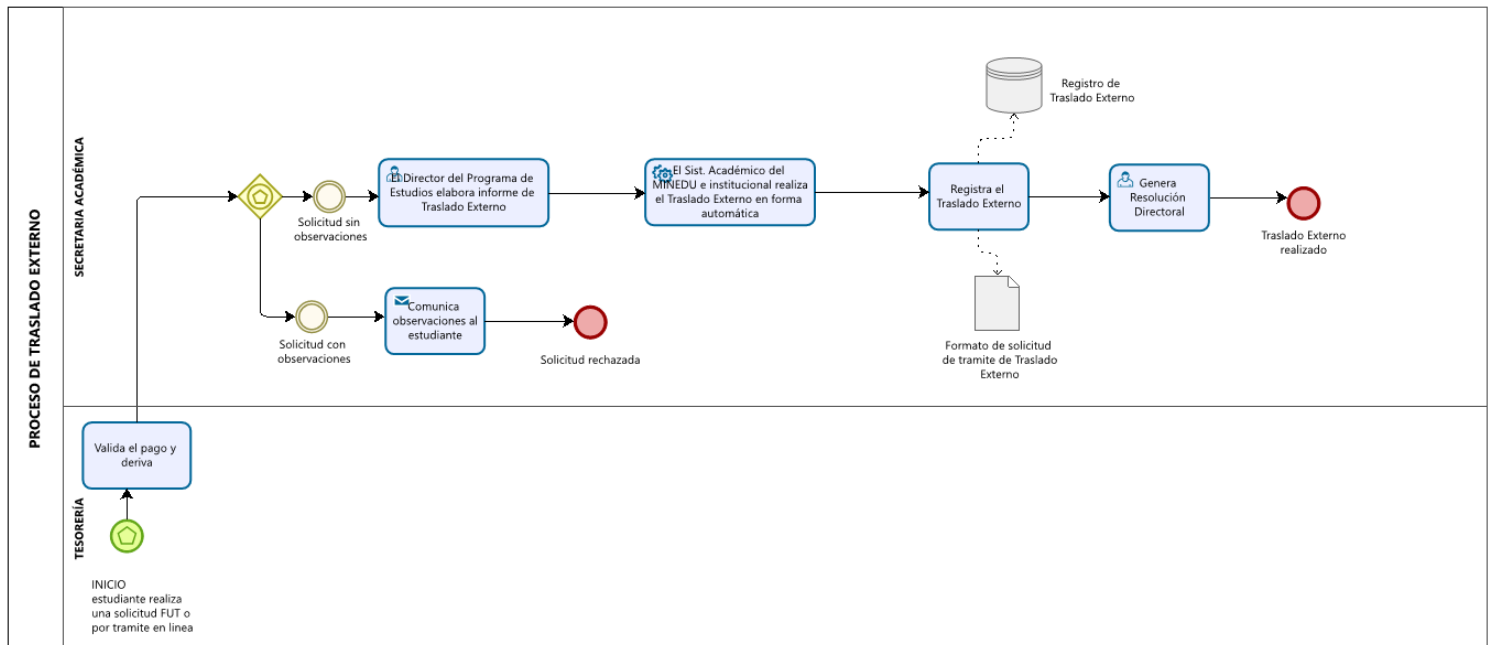 PROCESO DE TRASLADO EXTERNO
SECRETARIA ACADÉMICA
Registro de
Traslado Externo
El Director del Programa de
Estudios elabora informe de
Traslado Externo
El Sist. Académico del
MINEDU e institucional realiza
el Traslado Externo en forma
automática
Registra el
Traslado Externo
Genera
Resolución
Directoral
Solicitud sin
observaciones
Traslado Externo
realizado
Comunica
observaciones al
estudiante
Solicitud con
observaciones
Solicitud rechazada
Formato de solicitud
de tramite de Traslado
Externo
TESORERÍA
Valida el pago y
deriva
INICIO
estudiante realiza
una solicitud FUT o
por tramite en linea